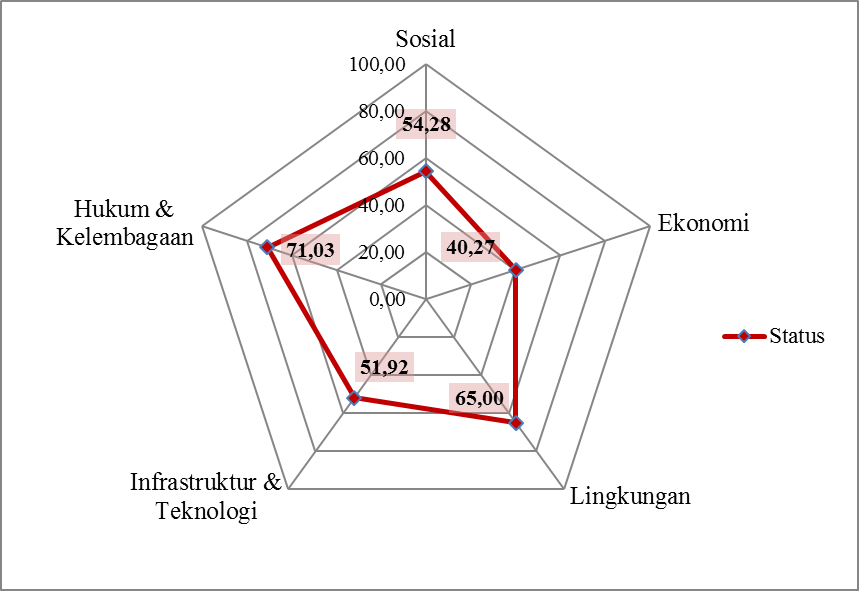 Sosial
100,00
80,00
54,28
60,00
40,00
Hukum &
Kelembagaan
Ekonomi
71,03
40,27
20,00
0,00
Status
51,92
65,00
Infrastruktur &
Teknologi
Lingkungan